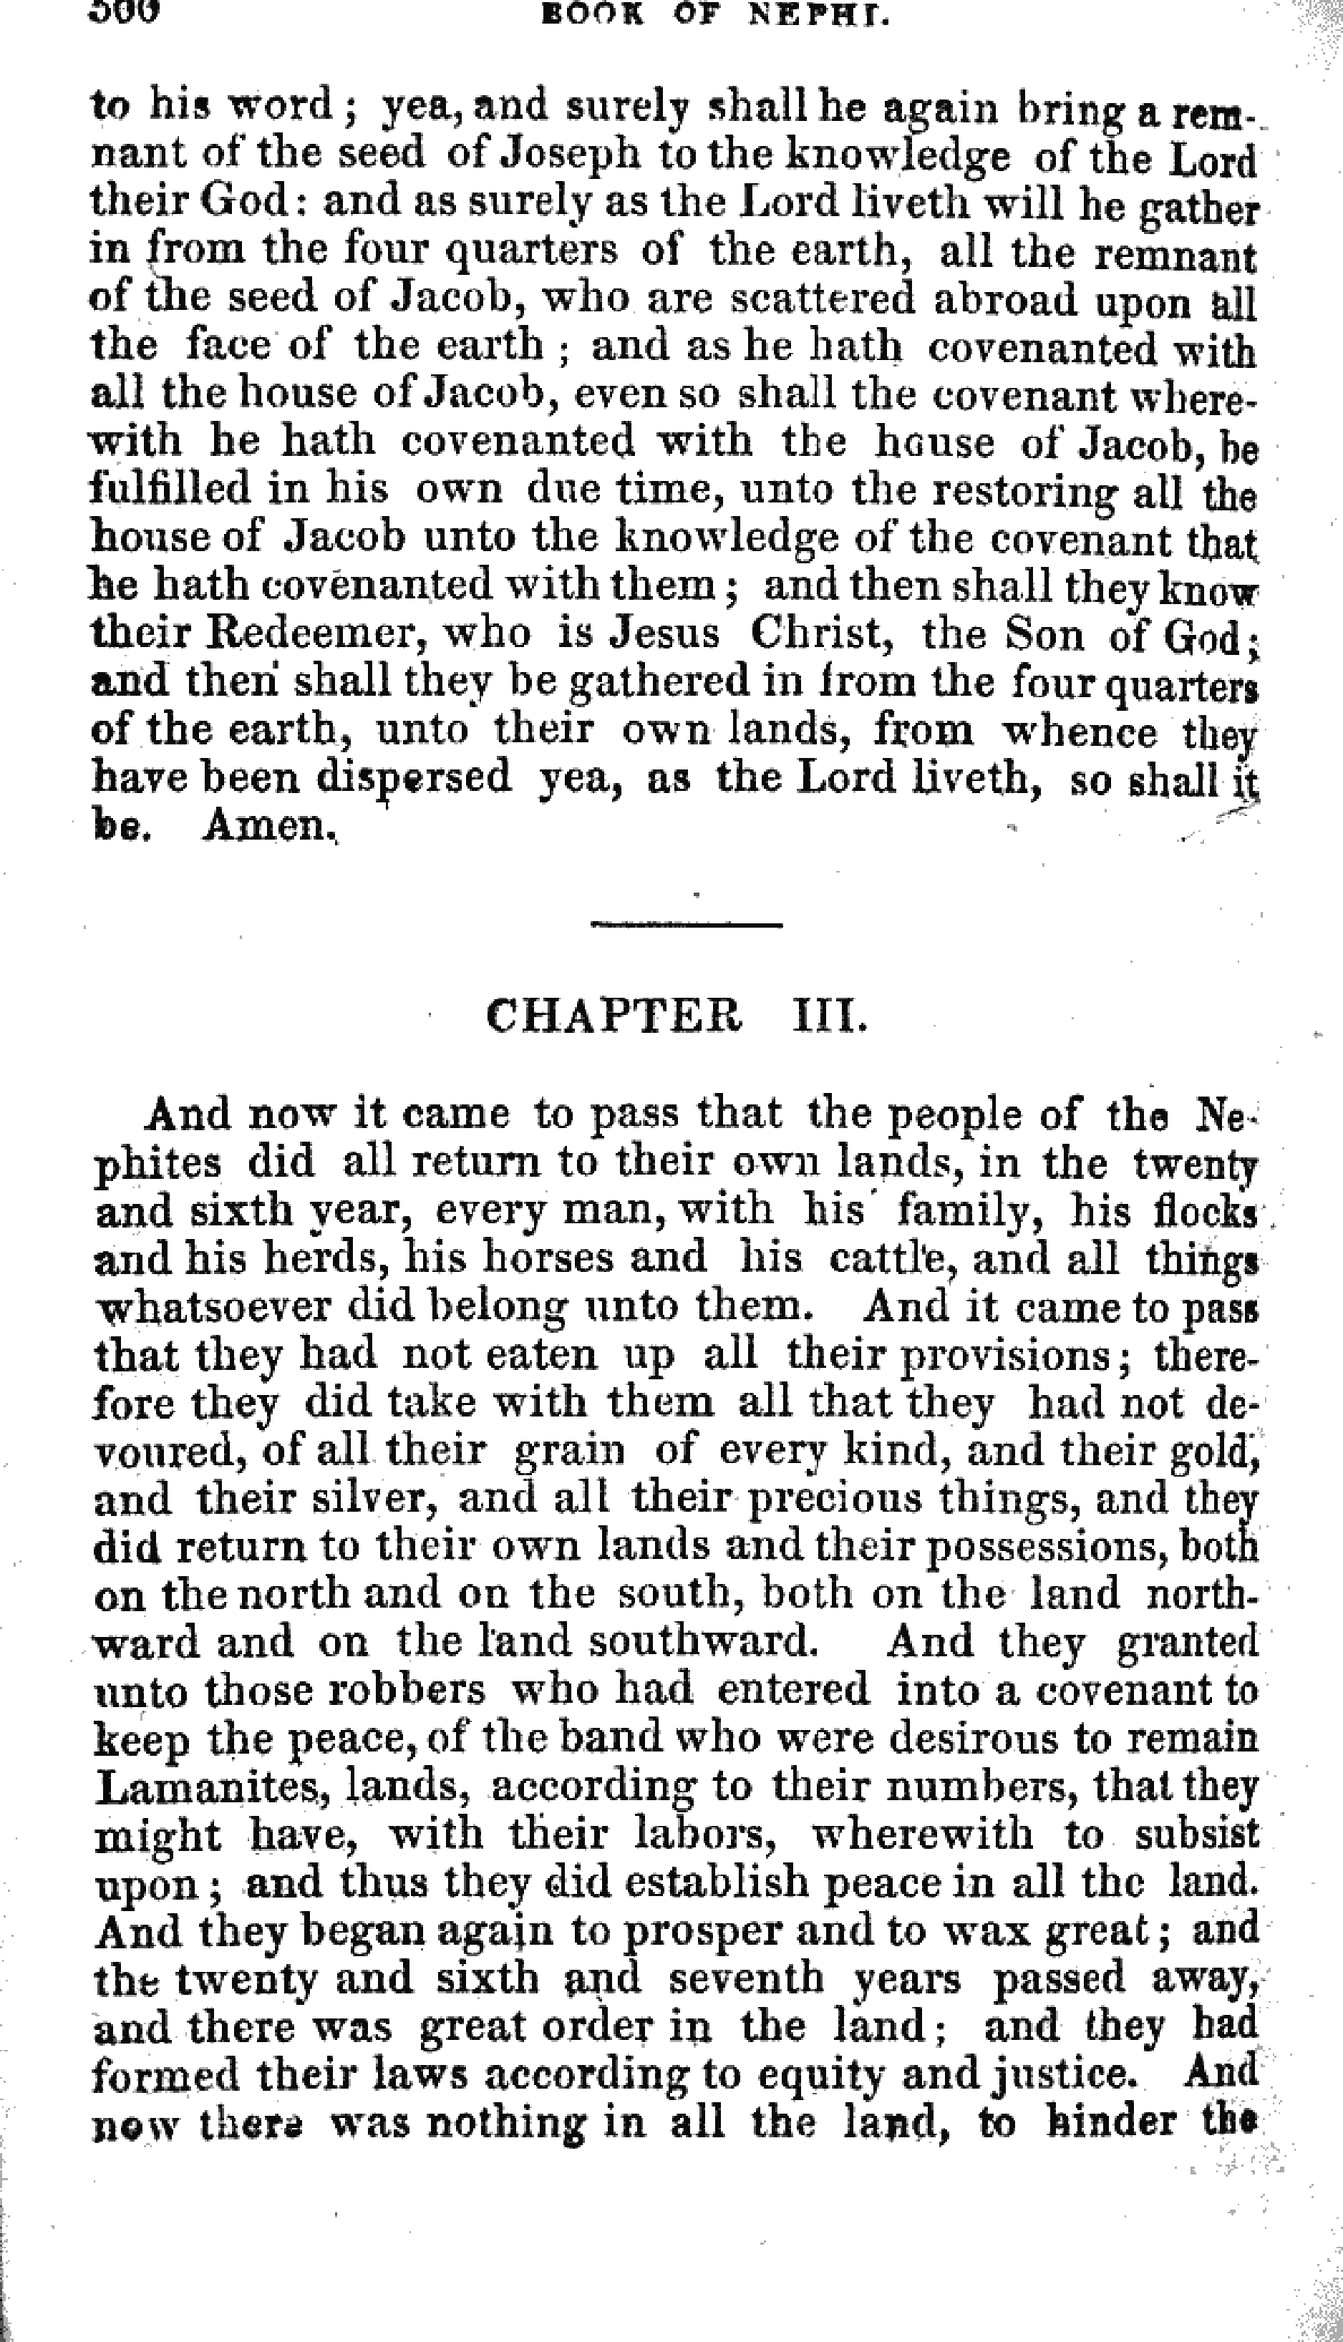 BOOK OF NEPHI.
to his word; yea, and surely shall he again bring a rem-
nant of the seed of Joseph to the knowledge of the Lord
their God: and as surely as the Lord liveth will he gather
in from the four quarters of the earth, all the remnant
of the seed of Jacob, who are scattered abroad upon all
the face of the earth; and as he hath covenanted with
all the house of Jacob, even so shall the covenant where-
with he hath covenanted with the house of Jacob, be
fulfilled in his own due time, unto the restoring all the
house of Jacob unto the knowledge of the covenant that
he hath covenanted with them; and then shall they know
their Redeemer, who is Jesus Christ, the Son of God;
and then shall they be gathered in from the four quarters
of the earth, unto their own lands, from whence they
have been dispersed yea, as the Lord liveth, so shall it
be. Amen.
CHAPTER III.
And now it came to pass that the people of the Ne-
phites did all return to their own lands, in the twenty
and sixth year, every man, with his family, his flocks
and his herds, his horses and his cattle, and all things
whatsoever did belong unto them. And it came to pass
that they had not eaten up all their provisions; there-
fore they did take with them all that they had not de-
voured, of all their grain of every kind, and their gold,
and their silver, and all their precious things, and they
did return to their own lands and their possessions, both
on the north and on the south, both on the land north-
ward and on the land southward. And they granted
unto those robbers who had entered into a covenant to
keep the peace, of the band who were desirous to remain
Lamanites, lands, according to their numbers, that they
might have, with their labors, wherewith to subsist
upon; and thus they did establish peace in all the land.
And they began again to prosper and to wax great; and
the twenty and sixth and seventh years passed away,
and there was great order in the land; and they had
formed their laws according to equity and justice. And
now there was nothing in all the land, to hinder the